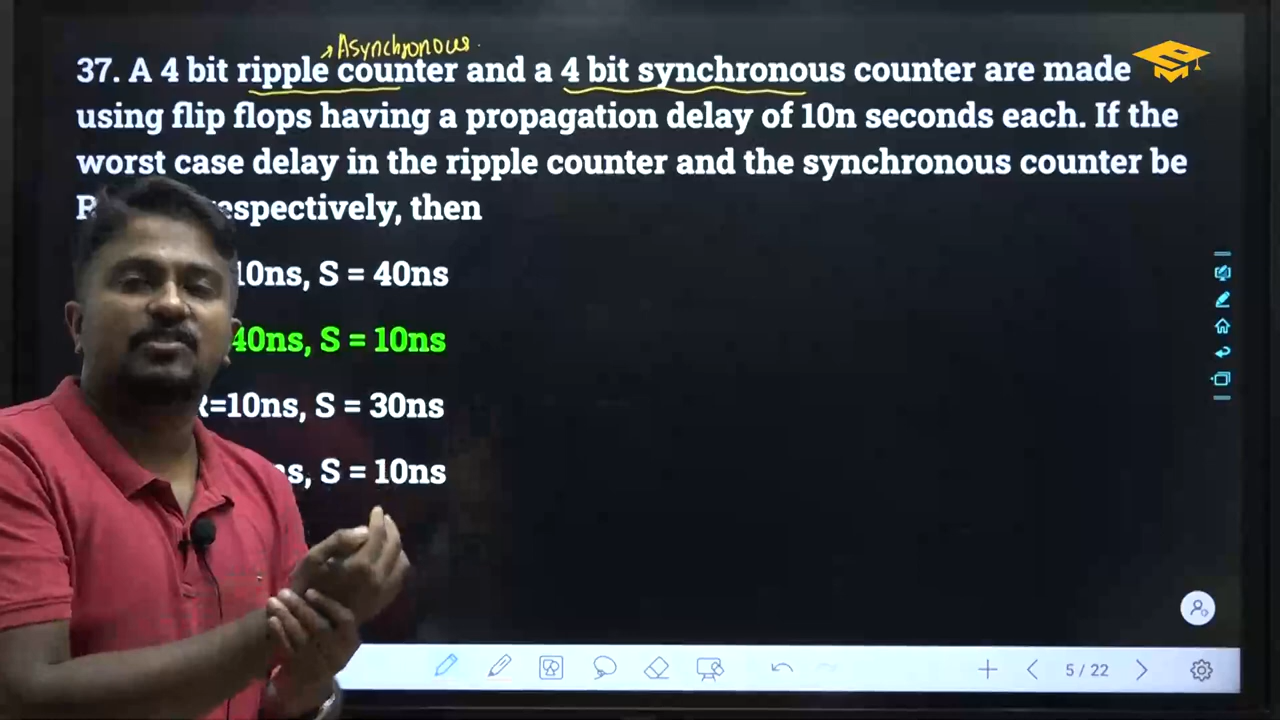 Asynchronous.
37. A 4 bit ripple counter and a 4 bit synchronous counter are made
using flip flops having a propagation delay of 10n seconds each. If the
worst case delay in the ripple counter and the synchronous counter be
respectively, then
10ns, S = 40ns
40ns, S = 10ns
R=10ns, S = 30ns
S = 10ns
5 / 22